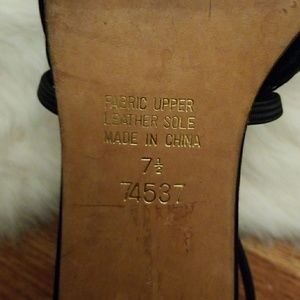 FABRIC UPPER
LEATHER SOLE
MADE IN CHINA
7½
74537